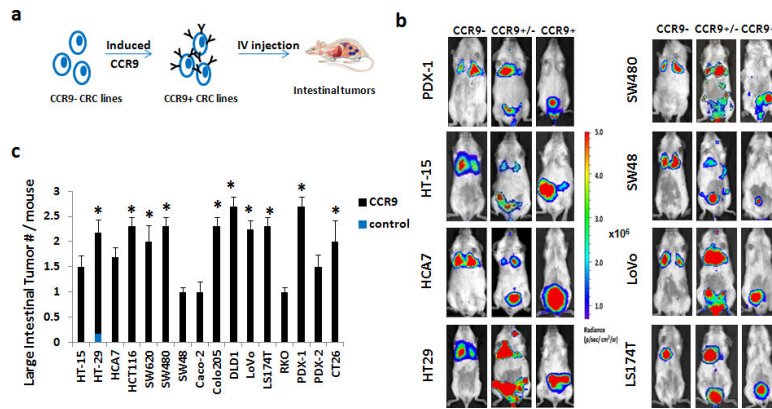 a
Induced
CCR9
IV injection
CCR9- CRC lines
CCR9+ CRC lines
Intestinal tumors
b
CCR9- CCR9+/- CCR9+
PDX-1
HT-15
HCA7
HT29
5.0
4.0
3.0
2.0
1.0
x10⁶
Radiance
(p/sec/cm²/sr)
CCR9- CCR9+/- CCR9+
SW480
SW48
LoVo
LS174T
c
Large Intestinal Tumor # / mouse
3
2.5
2
1.5
1
0.5
0
* * * * * * * * * * *
CCR9
control
HT-15
HT-29
HCA7
HCT116
SW620
SW480
SW48
Caco-2
Colo205
DLD1
LoVo
LS174T
RKO
PDX-1
PDX-2
CT26